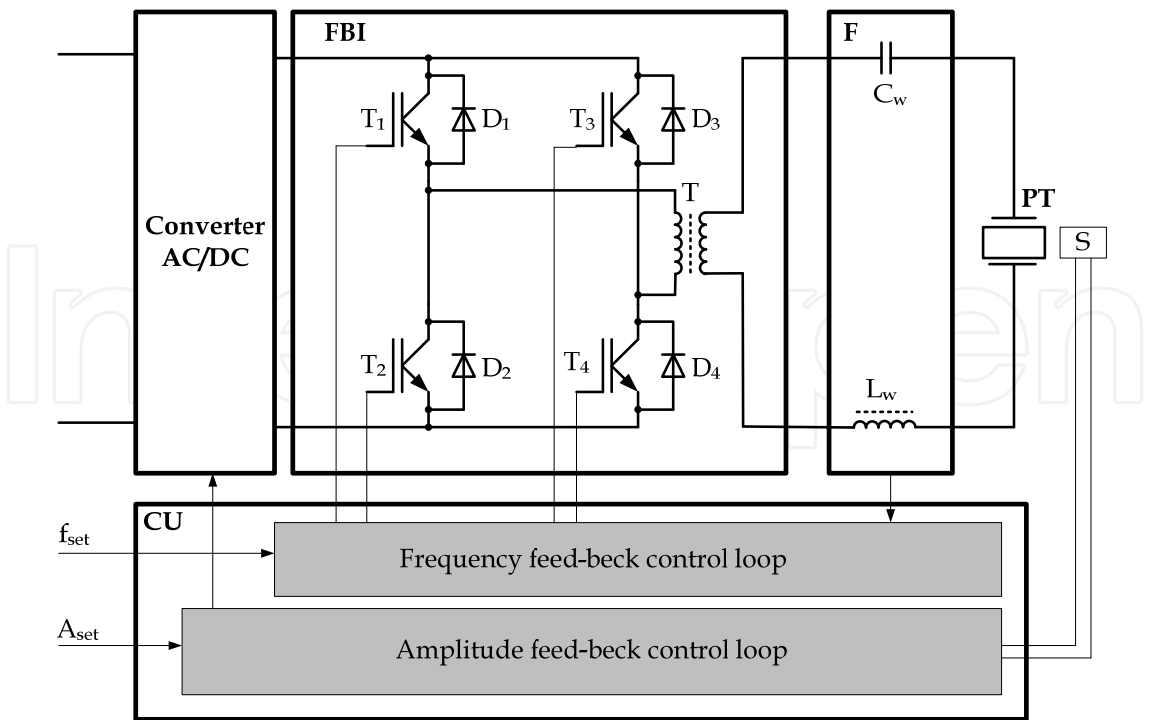 FBI
F
T1
D1
T3
D3
Cw
T
PT
S
Converter
AC/DC
T2
D2
T4
D4
Lw
CU
fset
Frequency feed-beck control loop
Aset
Amplitude feed-beck control loop